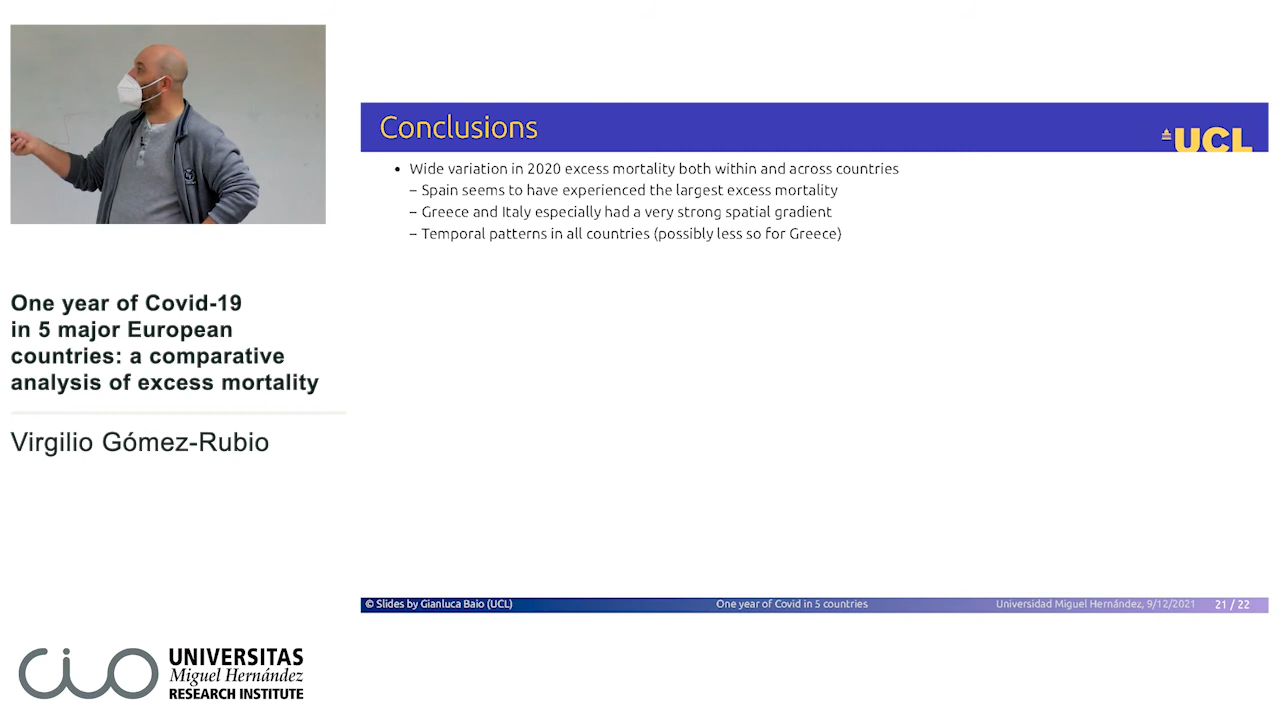 Conclusions
UCL
• Wide variation in 2020 excess mortality both within and across countries
– Spain seems to have experienced the largest excess mortality
– Greece and Italy especially had a very strong spatial gradient
– Temporal patterns in all countries (possibly less so for Greece)
One year of Covid-19
in 5 major European
countries: a comparative
analysis of excess mortality
Virgilio Gómez-Rubio
© Slides by Gianluca Baio (UCL) One year of Covid in 5 countries Universidad Miguel Hernández, 9/12/2021 21 / 22
CIO
UNIVERSITAS
Miguel Hernández
RESEARCH INSTITUTE